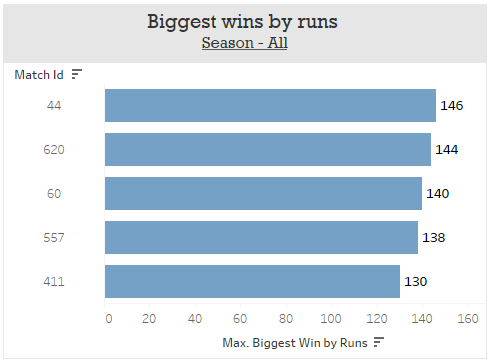 Biggest wins by runs
Season - All
Match Id
44 146
620 144
60 140
557 138
411 130
0 20 40 60 80 100 120 140 160
Max. Biggest Win by Runs